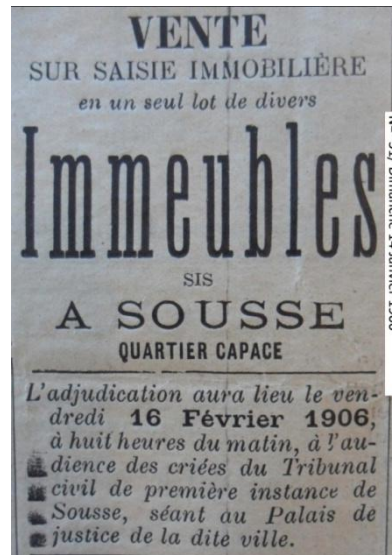 VENTE
SUR SAISIE IMMOBILIÈRE
en un seul lot de divers
Immeubles
SIS
A SOUSSE
QUARTIER CAPACE
L'adjudication aura lieu le ven-
dredi 16 Février 1906,
à huit heures du matin, à l'au-
dience des criées du Tribunal
civil de première instance de
Sousse, séant au Palais de
justice de la dite ville.